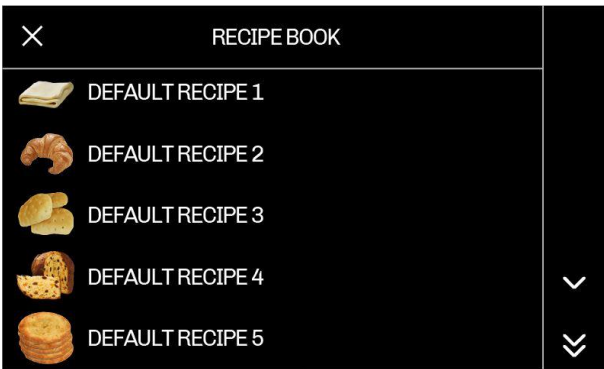 RECIPE BOOK
DEFAULT RECIPE 1
DEFAULT RECIPE 2
DEFAULT RECIPE 3
DEFAULT RECIPE 4
DEFAULT RECIPE 5